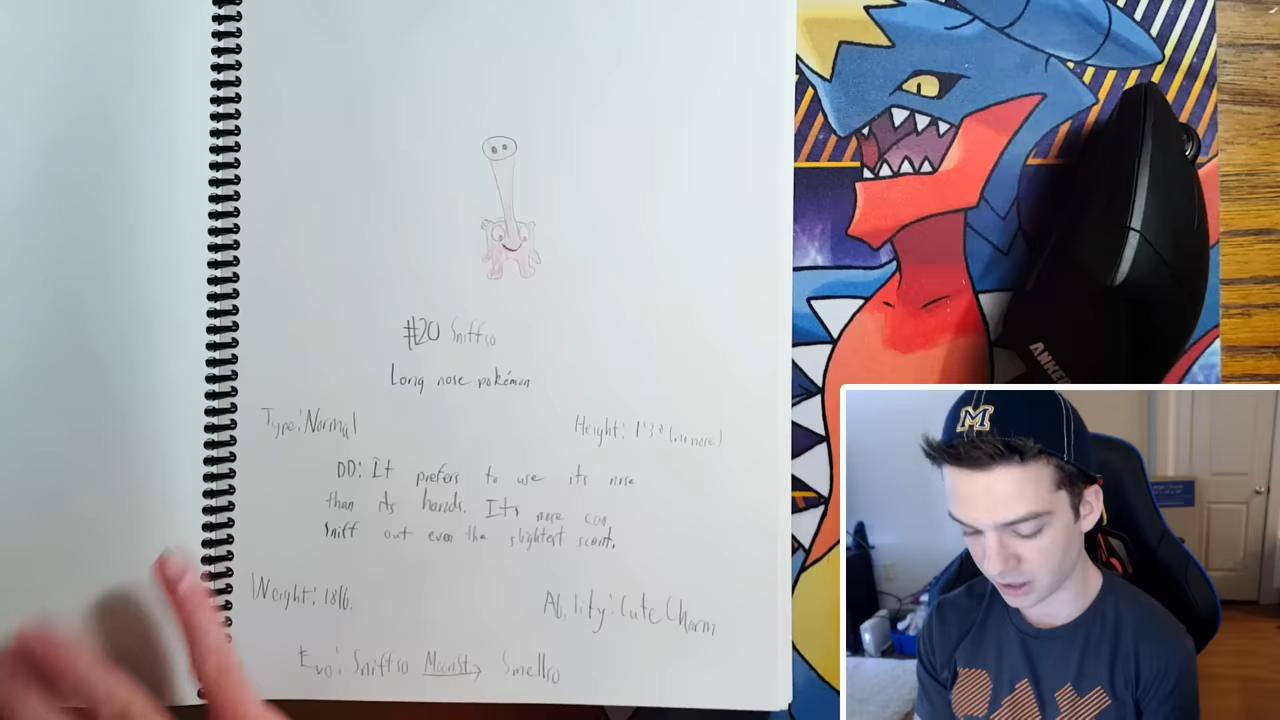 #20 Sniffso
Long nose pokémon
Type: Normal
Height: 1'3" (no nose)
DD: It prefers to use its nose
than its hands. Its nose can
sniff out even the slightest scent.
Weight: 18lb.
Ability: Cute Charm
Evo: Sniffso MoonSt Smellso
ANKER
M